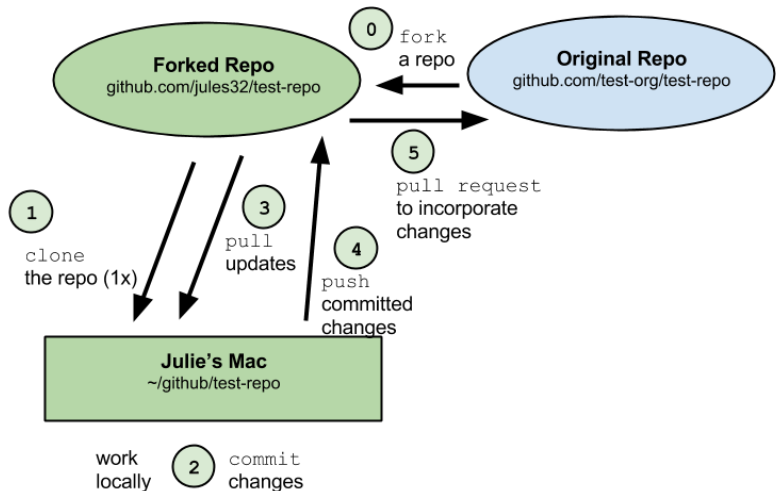 0
fork
a repo
Forked Repo
github.com/jules32/test-repo
Original Repo
github.com/test-org/test-repo
5
pull request
to incorporate
changes
1
clone
the repo (1x)
3
pull
updates
4
push
committed
changes
Julie's Mac
~/github/test-repo
work
locally
2
commit
changes